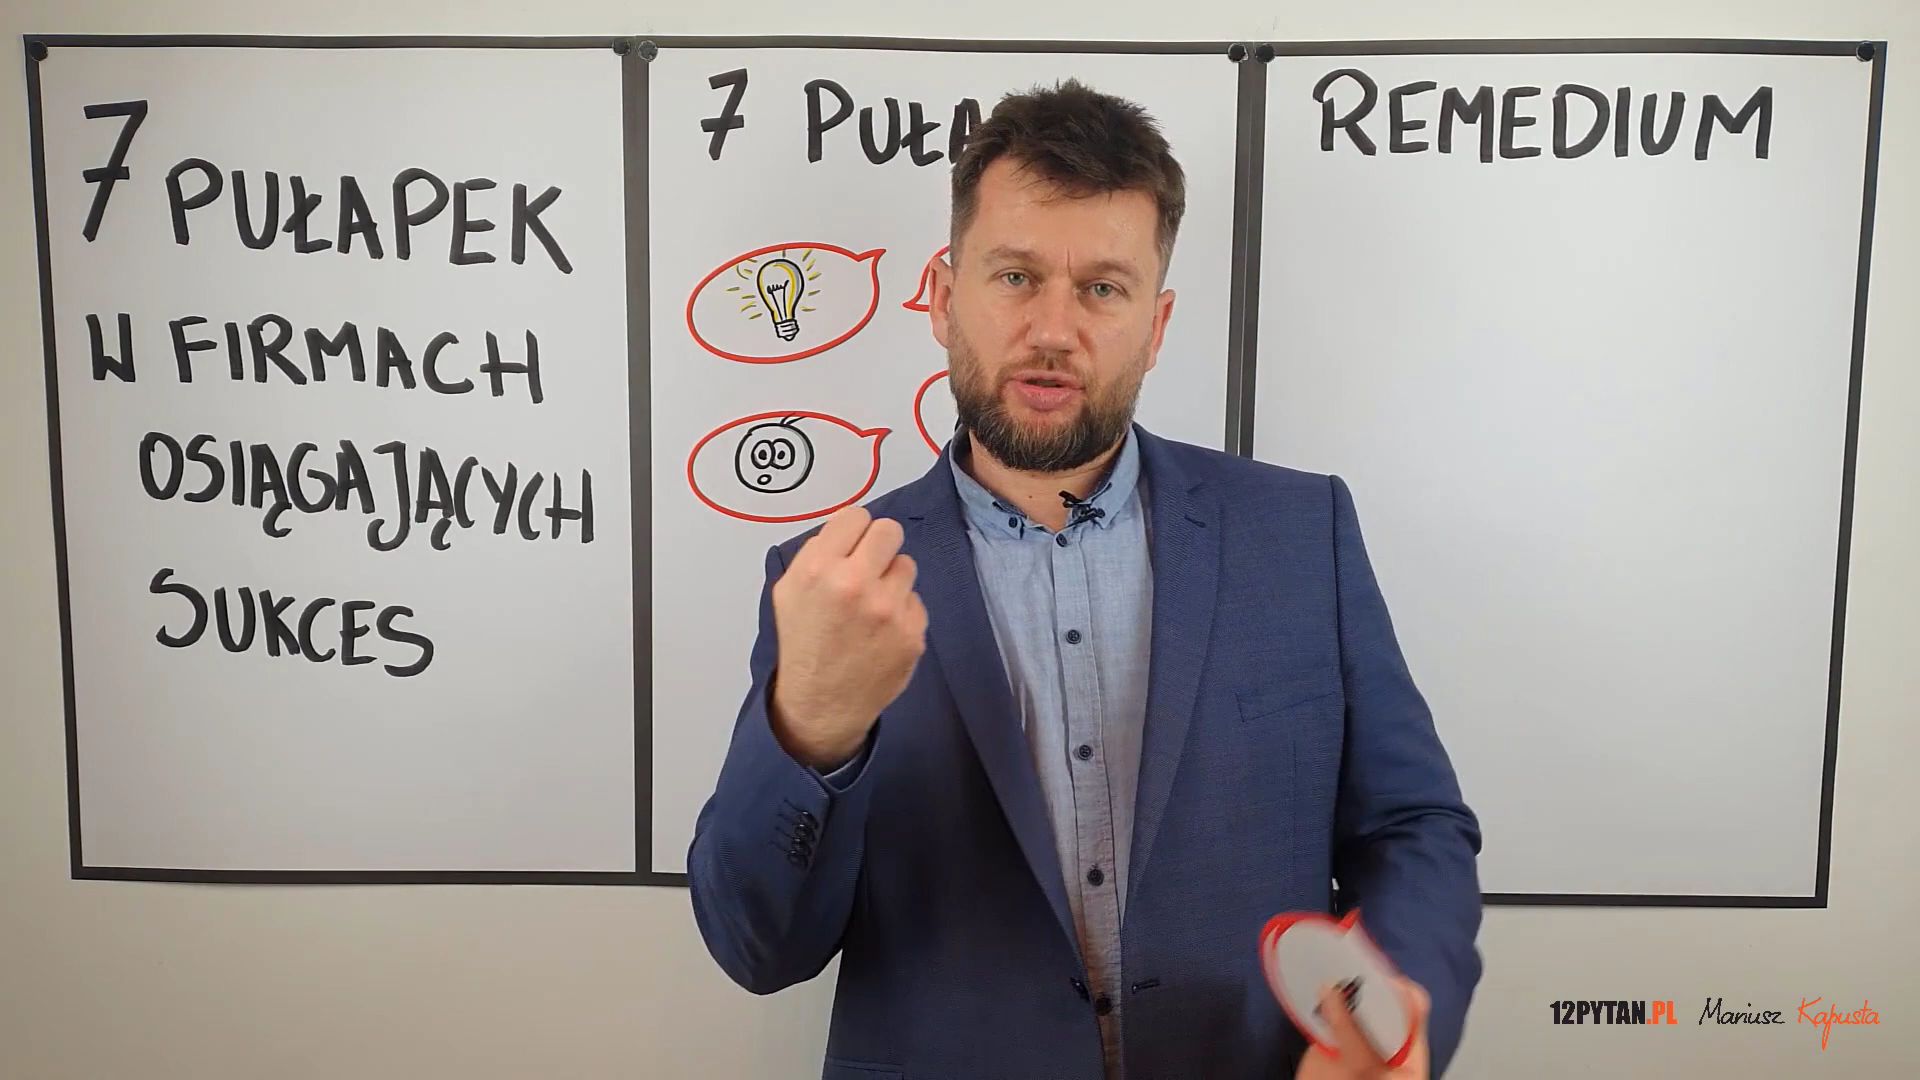 7 PUŁAPEK
W FIRMACH
OSIĄGAJĄCYCH
SUKCES
7 PUŁA
REMEDIUM
12PYTAN.PL Mariusz Kapusta